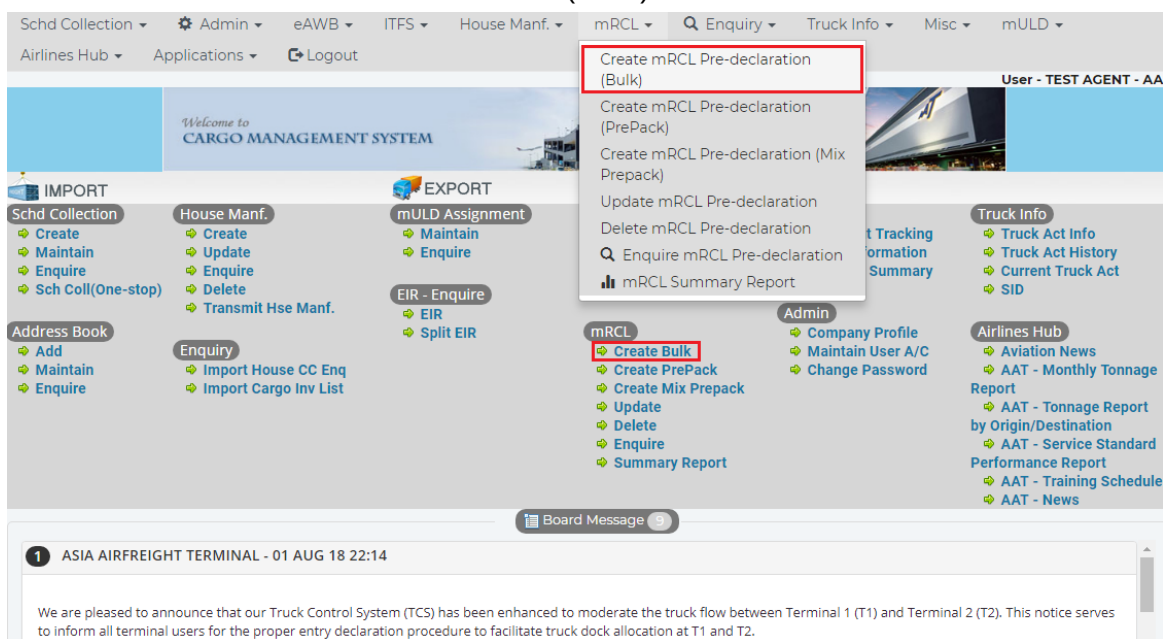 Schd Collection Admin eAWB ITFS House Manf. mRCL Enquiry Truck Info Misc mULD
Airlines Hub Applications Logout
Create mRCL Pre-declaration
(Bulk)
Create mRCL Pre-declaration
(PrePack)
Create mRCL Pre-declaration (Mix
Prepack)
Update mRCL Pre-declaration
Delete mRCL Pre-declaration
Enquire mRCL Pre-declaration
mRCL Summary Report
User - TEST AGENT - AA
Welcome to
CARGO MANAGEMENT SYSTEM
AT
IMPORT
Schd Collection
Create
Maintain
Enquire
Sch Coll(One-stop)
Address Book
Add
Maintain
Enquire
House Manf.
Create
Update
Enquire
Delete
Transmit Hse Manf.
Enquiry
Import House CC Enq
Import Cargo Inv List
EXPORT
mULD Assignment
Maintain
Enquire
EIR - Enquire
EIR
Split EIR
mRCL
Create Bulk
Create PrePack
Create Mix Prepack
Update
Delete
Enquire
Summary Report
t Tracking
ormation
Summary
Admin
Company Profile
Maintain User A/C
Change Password
Truck Info
Truck Act Info
Truck Act History
Current Truck Act
SID
Airlines Hub
Aviation News
AAT - Monthly Tonnage
Report
AAT - Tonnage Report
by Origin/Destination
AAT - Service Standard
Performance Report
AAT - Training Schedule
AAT - News
Board Message 9
1 ASIA AIRFREIGHT TERMINAL - 01 AUG 18 22:14
We are pleased to announce that our Truck Control System (TCS) has been enhanced to moderate the truck flow between Terminal 1 (T1) and Terminal 2 (T2). This notice serves
to inform all terminal users for the proper entry declaration procedure to facilitate truck dock allocation at T1 and T2.